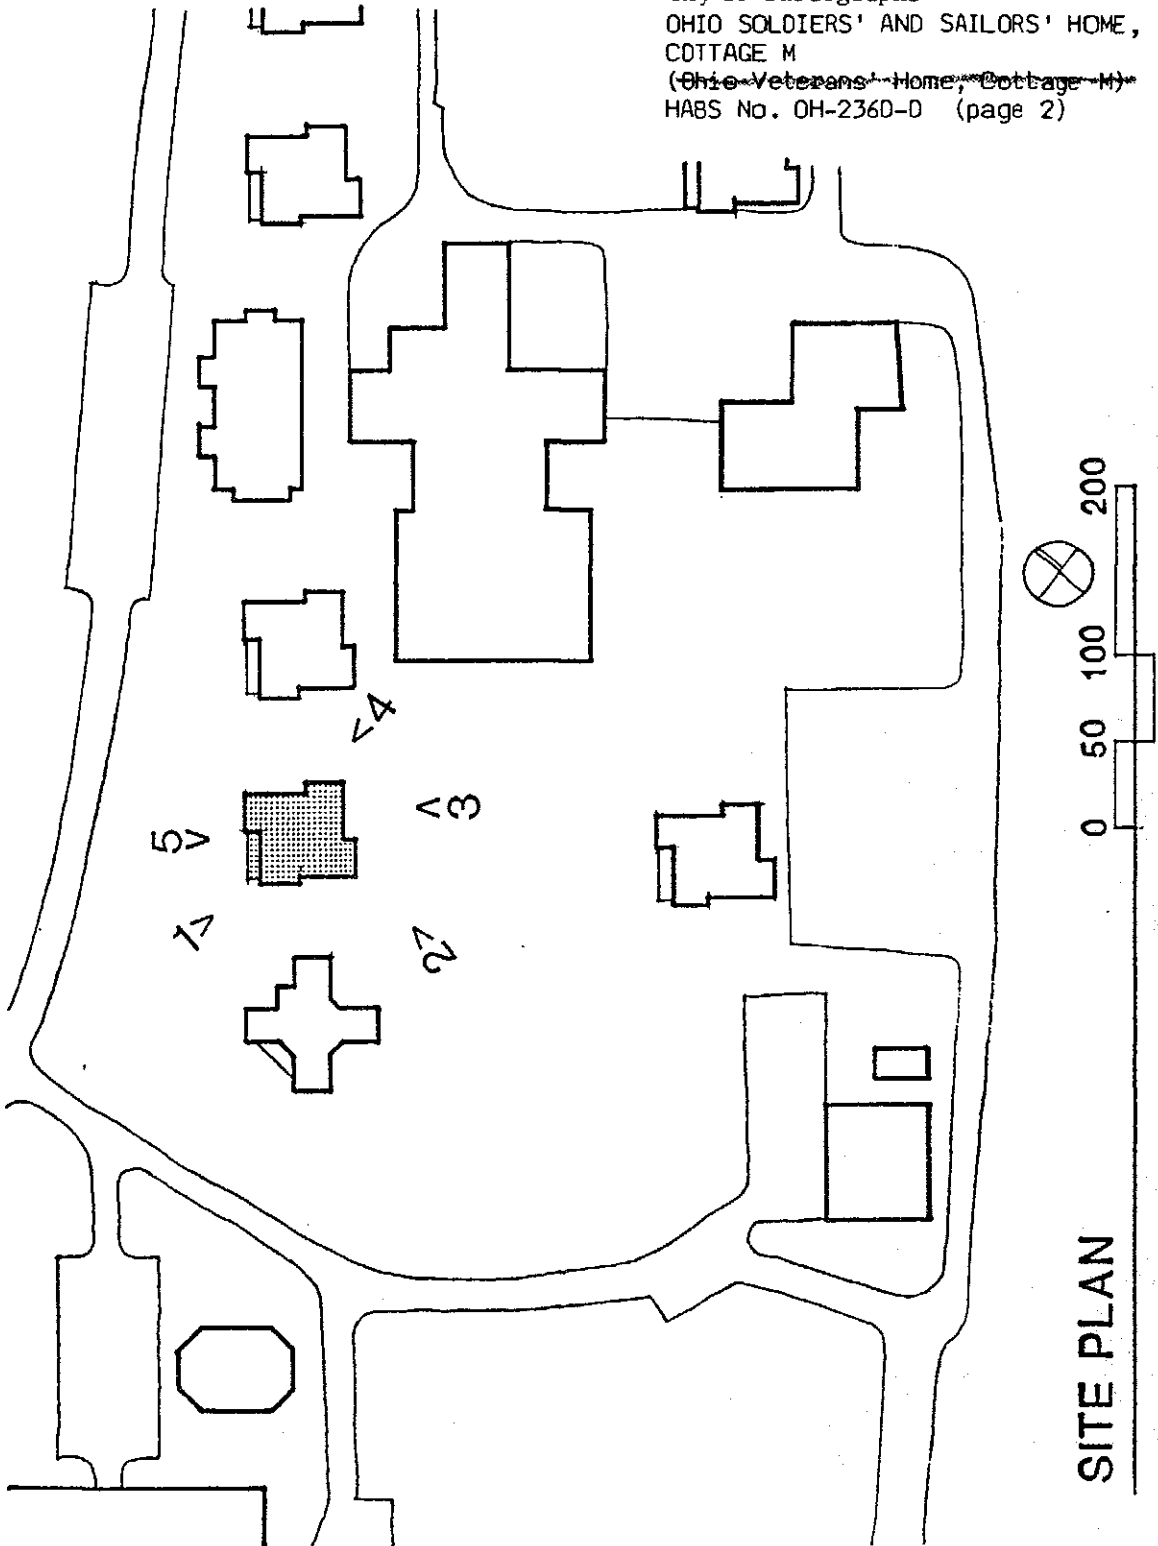 OHIO SOLDIERS' AND SAILORS' HOME,
COTTAGE M
(Ohio Veterans' Home, Cottage M)
HABS No. OH-236D-D (page 2)
5
1
2
3
4
0 50 100 200
SITE PLAN